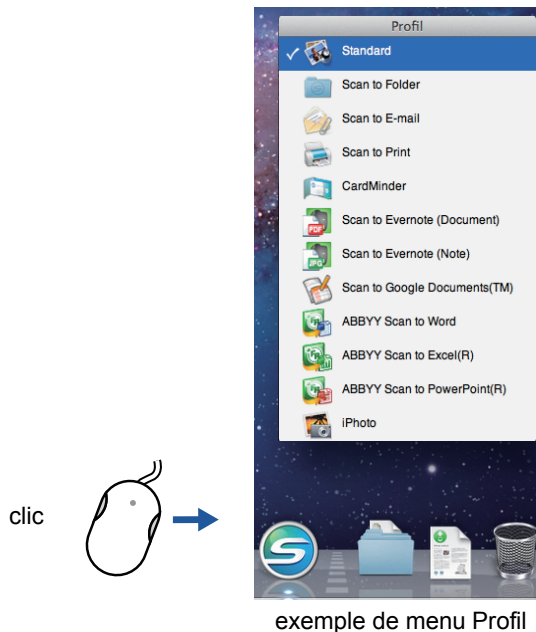 Profil
Standard
Scan to Folder
Scan to E-mail
Scan to Print
CardMinder
Scan to Evernote (Document)
Scan to Evernote (Note)
Scan to Google Documents(TM)
ABBYY Scan to Word
ABBYY Scan to Excel(R)
ABBYY Scan to PowerPoint(R)
iPhoto
clic
exemple de menu Profil